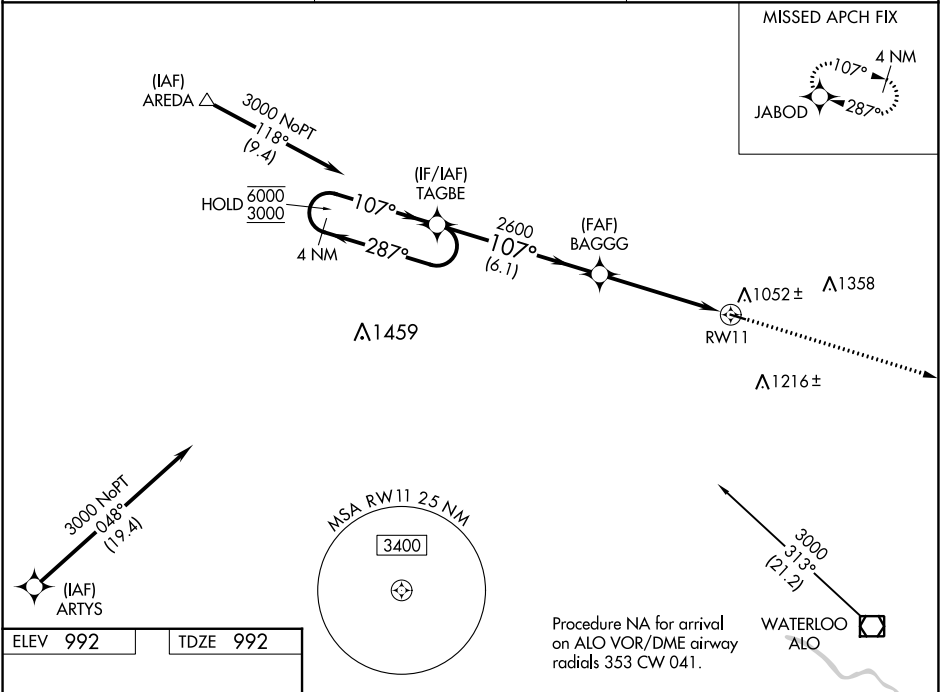 MISSED APCH FIX
4 NM
107°
JABOD
287°
(IAF)
AREDA
3000 NoPT
118°
(9.4)
HOLD
6000
3000
107°
287°
4 NM
(IF/IAF)
TAGBE
2600
107°
(6.1)
(FAF)
BAGGG
1052±
1358
RW11
1459
1216±
3000 NoPT
048°
(19.4)
(IAF)
ARTYS
MSA RW11 25 NM
3400
3000
313°
(21.2)
WATERLOO
ALO
Procedure NA for arrival
on ALO VOR/DME airway
radials 353 CW 041.
ELEV 992
TDZE 992